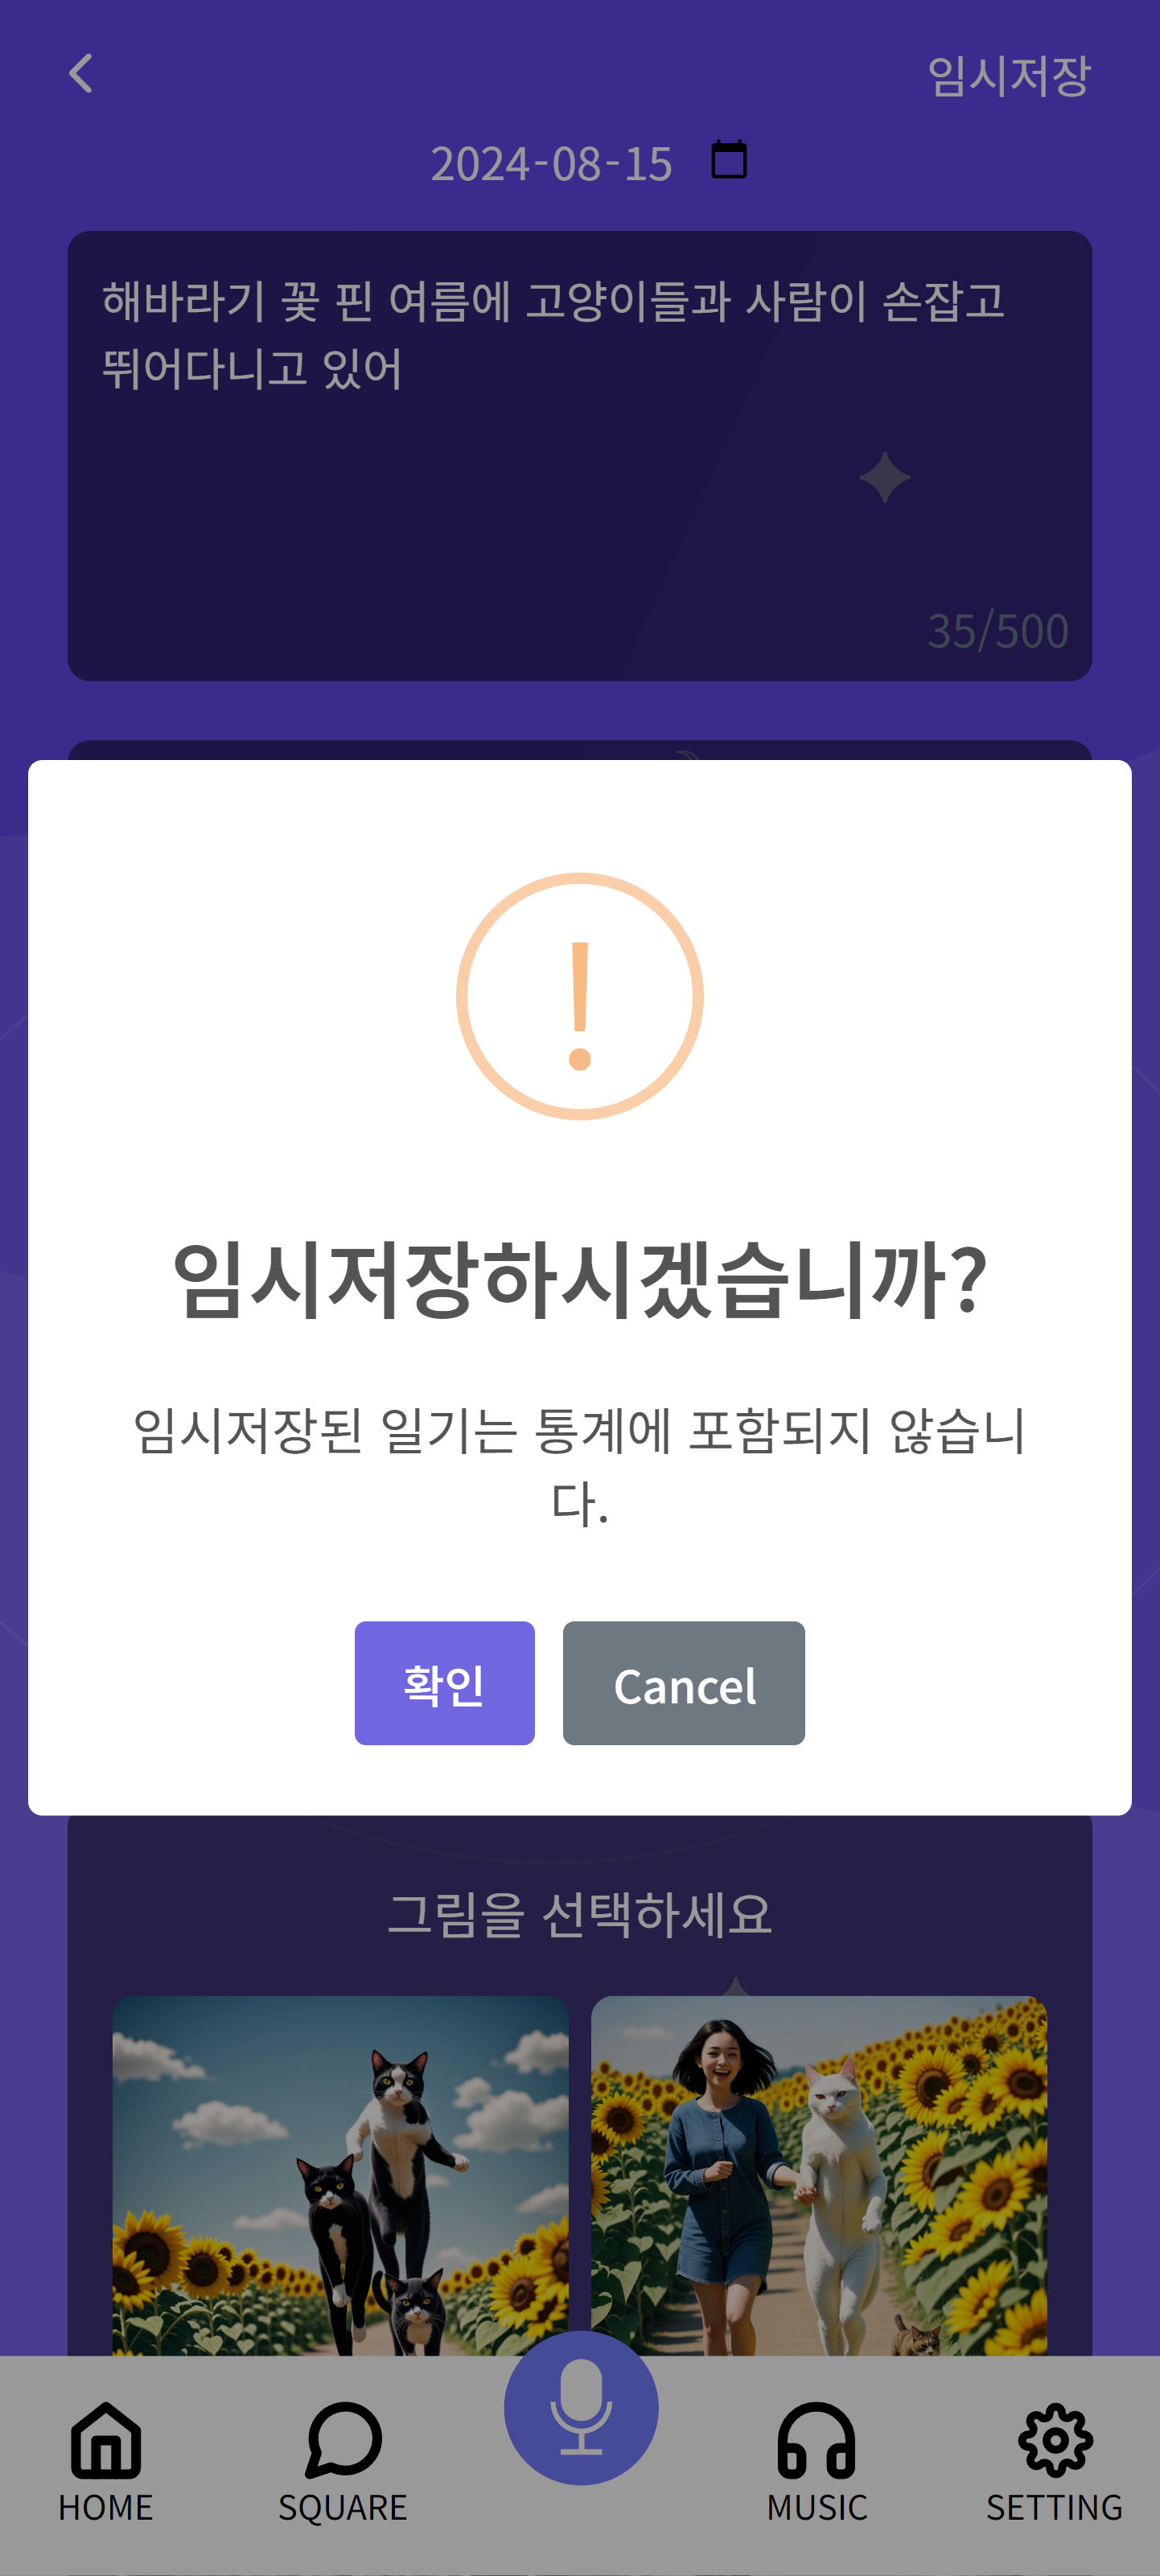 임시저장
2024-08-15
해바라기 꽃 핀 여름에 고양이들과 사람이 손잡고
뛰어다니고 있어
35/500
!
임시저장하시겠습니까?
임시저장된 일기는 통계에 포함되지 않습니
다.
확인
Cancel
그림을 선택하세요
HOME
SQUARE
MUSIC
SETTING